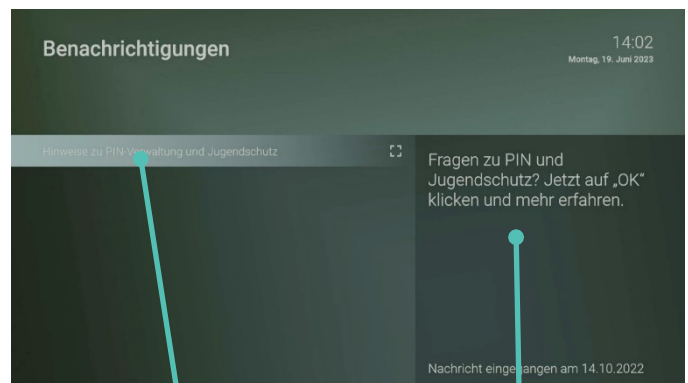 Benachrichtigungen
14:02
Montag, 19. Juni 2023
Hinweise zu PIN-Verwaltung und Jugendschutz
Fragen zu PIN und
Jugendschutz? Jetzt auf „OK“
klicken und mehr erfahren.
Nachricht eingegangen am 14.10.2022